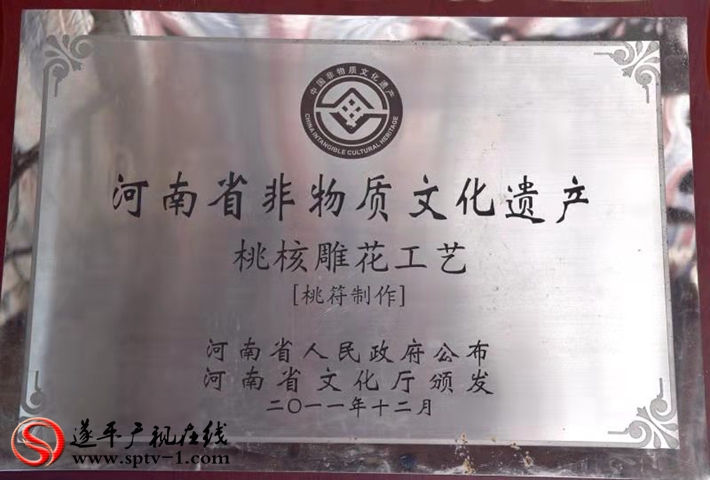 中国非物质文化遗产
CHINA INTANGIBLE CULTURAL HERITAGE
河南省非物质文化遗产
桃核雕花工艺
[桃符制作]
河南省人民政府公布
河南省文化厅颁发
二〇一一年十二月
遂平广视在线
www.sptv-1.com